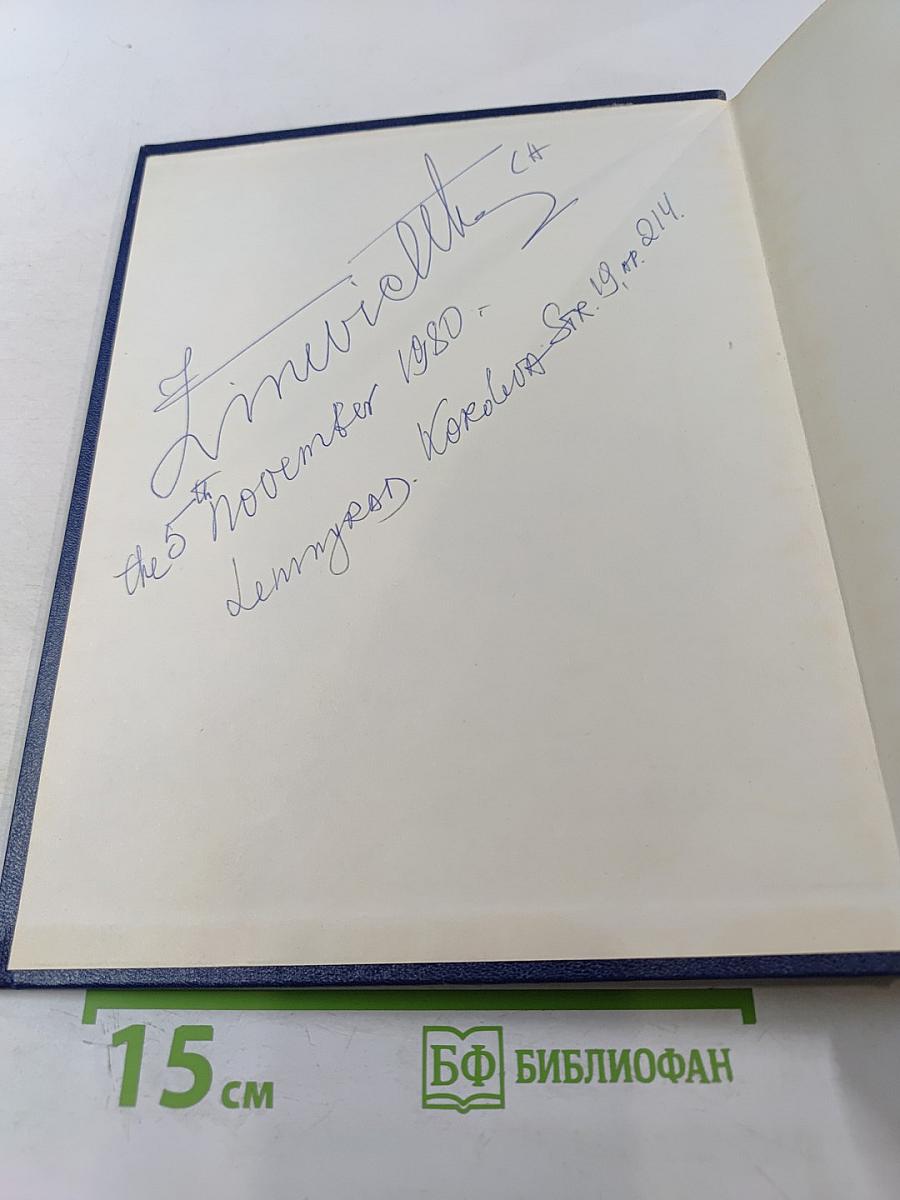 the 5th November 1980.-
Leningrad. Koroleva Str. 19, ap. 214.
15 см
БФ БИБЛИОФАН